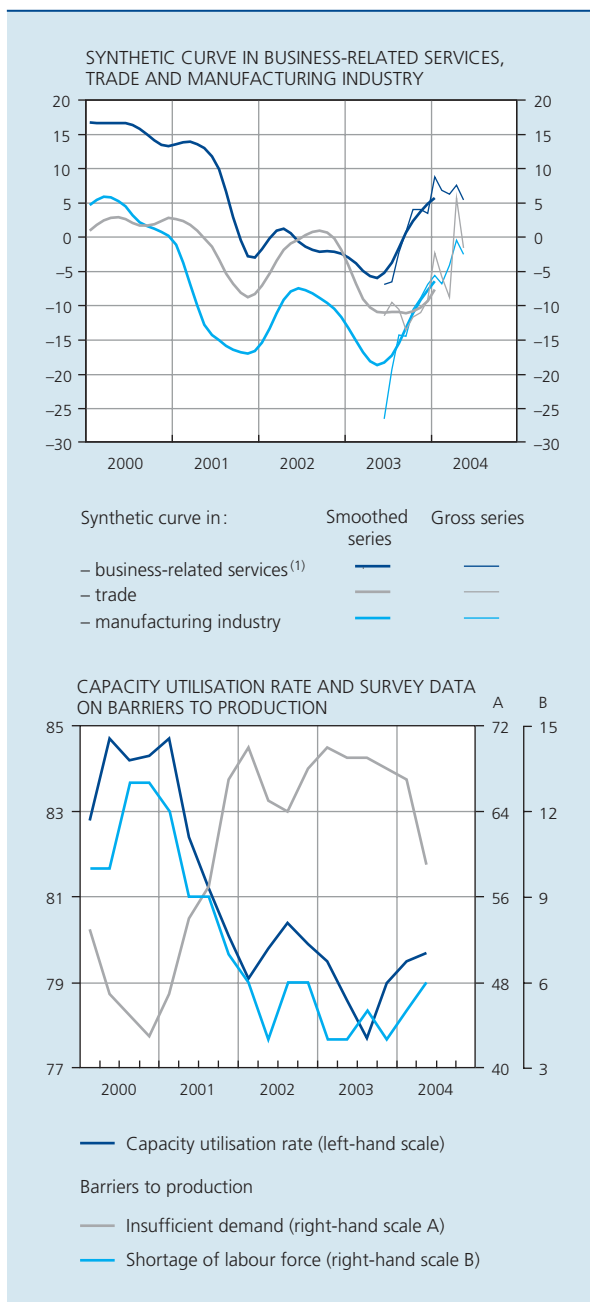 SYNTHETIC CURVE IN BUSINESS-RELATED SERVICES,
TRADE AND MANUFACTURING INDUSTRY
20 20
15 15
10 10
5 5
0 0
–5 –5
–10 –10
–15 –15
–20 –20
–25 –25
–30 –30
2000 2001 2002 2003 2004
Synthetic curve in: Smoothed Gross series
series
– business-related services (1)
– trade
– manufacturing industry
CAPACITY UTILISATION RATE AND SURVEY DATA
ON BARRIERS TO PRODUCTION A B
85 72 15
83 64 12
81 56 9
79 48 6
77 40 3
2000 2001 2002 2003 2004
Capacity utilisation rate (left-hand scale)
Barriers to production
Insufficient demand (right-hand scale A)
Shortage of labour force (right-hand scale B)